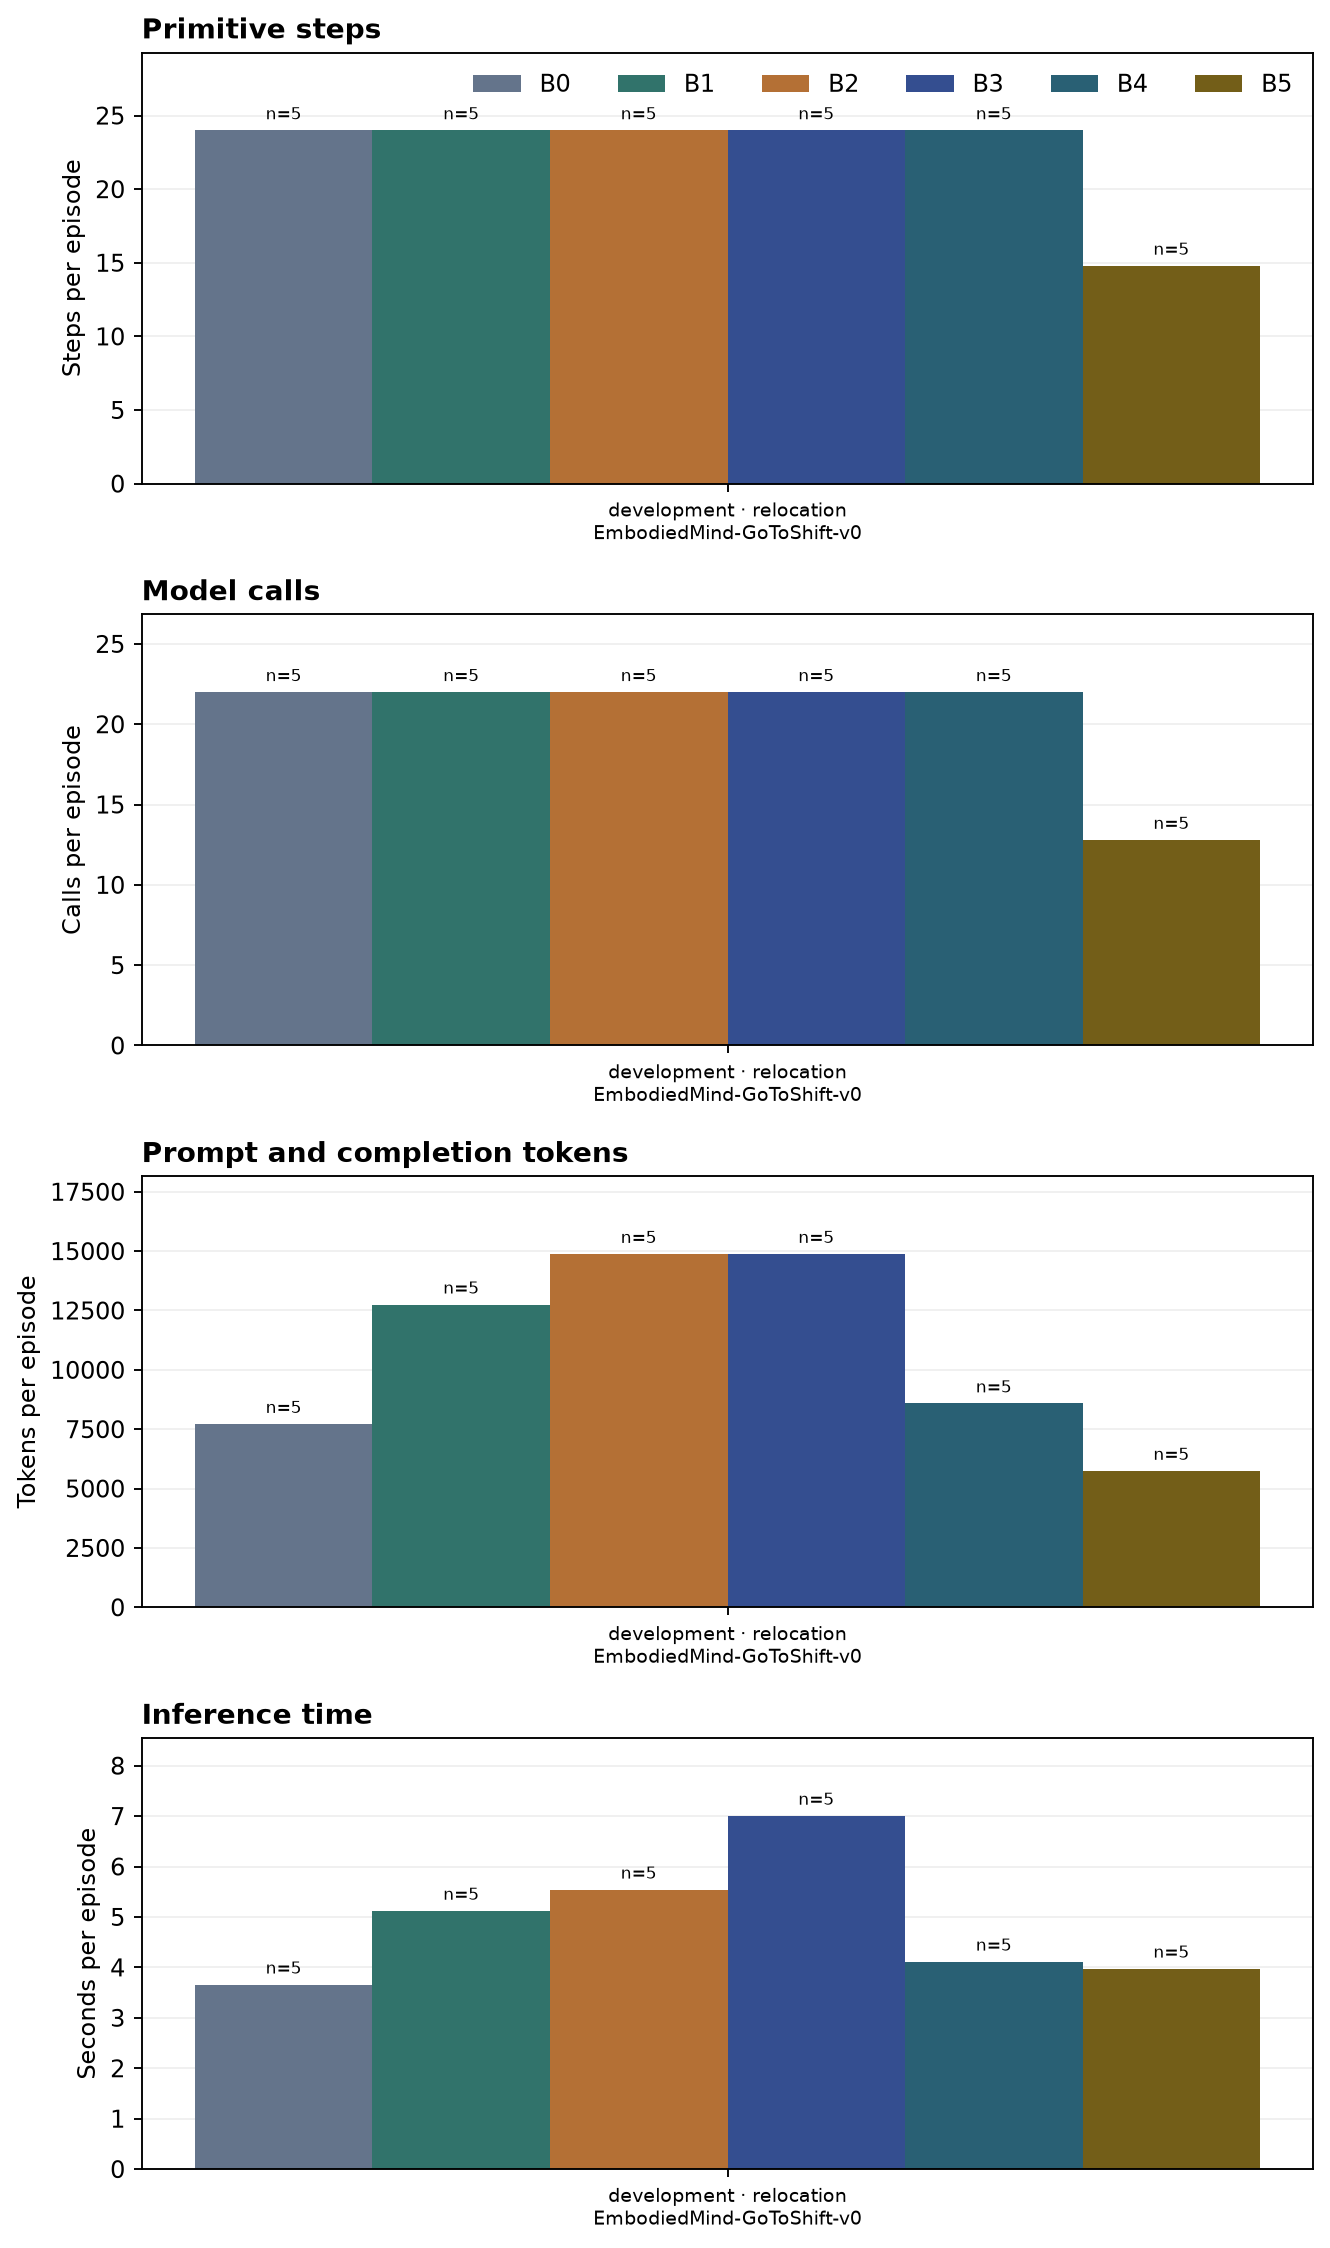 Primitive steps
B0 B1 B2 B3 B4 B5
25
20
15
10
5
0
Steps per episode
n=5 n=5 n=5 n=5 n=5 n=5
development · relocation
EmbodiedMind-GoToShift-v0
Model calls
25
20
15
10
5
0
Calls per episode
n=5 n=5 n=5 n=5 n=5 n=5
development · relocation
EmbodiedMind-GoToShift-v0
Prompt and completion tokens
17500
15000
12500
10000
7500
5000
2500
0
Tokens per episode
n=5 n=5 n=5 n=5 n=5 n=5
development · relocation
EmbodiedMind-GoToShift-v0
Inference time
8
7
6
5
4
3
2
1
0
Seconds per episode
n=5 n=5 n=5 n=5 n=5 n=5
development · relocation
EmbodiedMind-GoToShift-v0